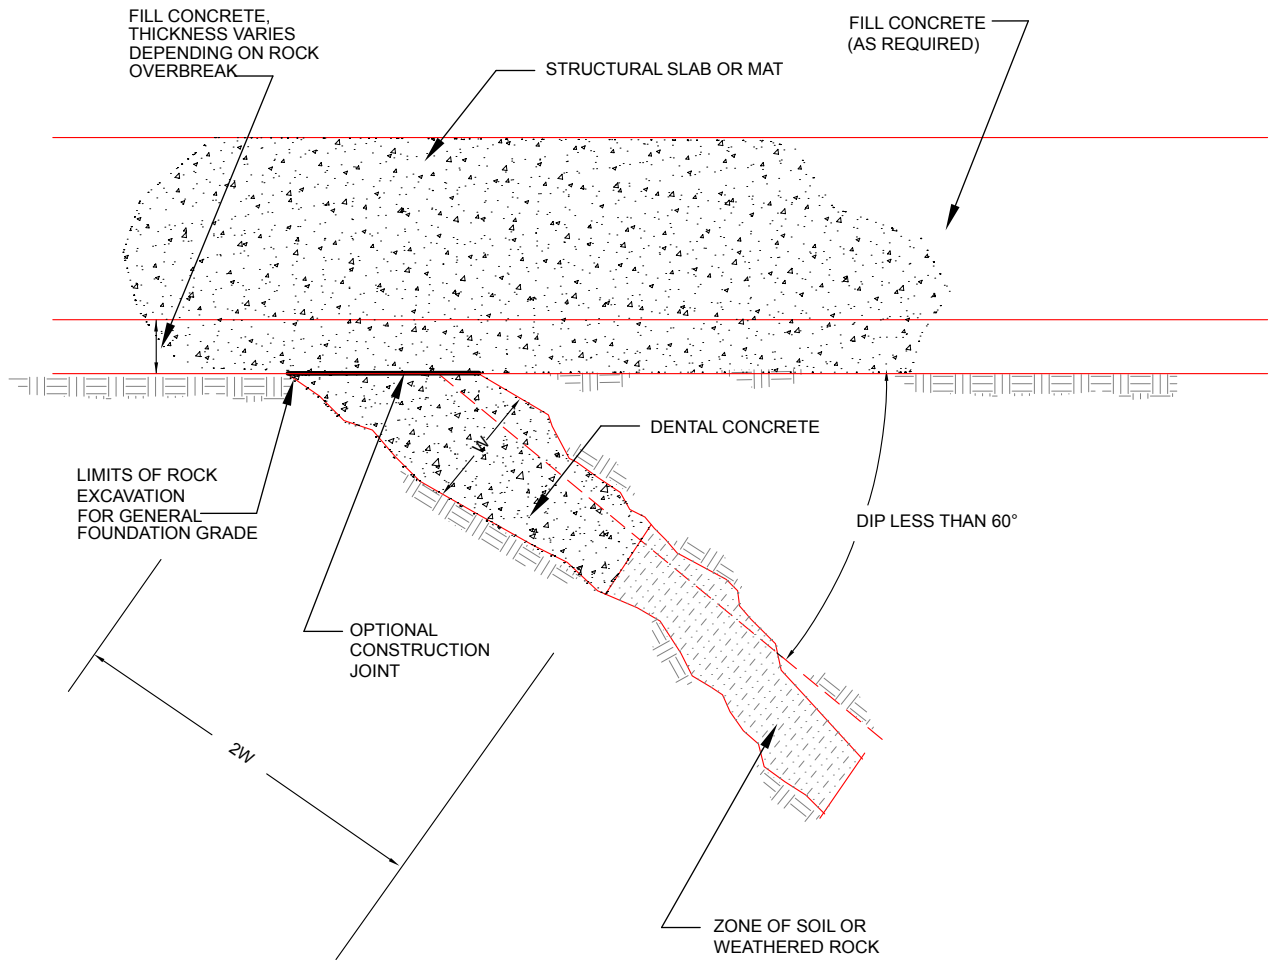 FILL CONCRETE,
THICKNESS VARIES
DEPENDING ON ROCK
OVERBREAK
STRUCTURAL SLAB OR MAT
FILL CONCRETE
(AS REQUIRED)
W
DENTAL CONCRETE
LIMITS OF ROCK
EXCAVATION
FOR GENERAL
FOUNDATION GRADE
DIP LESS THAN 60°
OPTIONAL
CONSTRUCTION
JOINT
2W
ZONE OF SOIL OR
WEATHERED ROCK